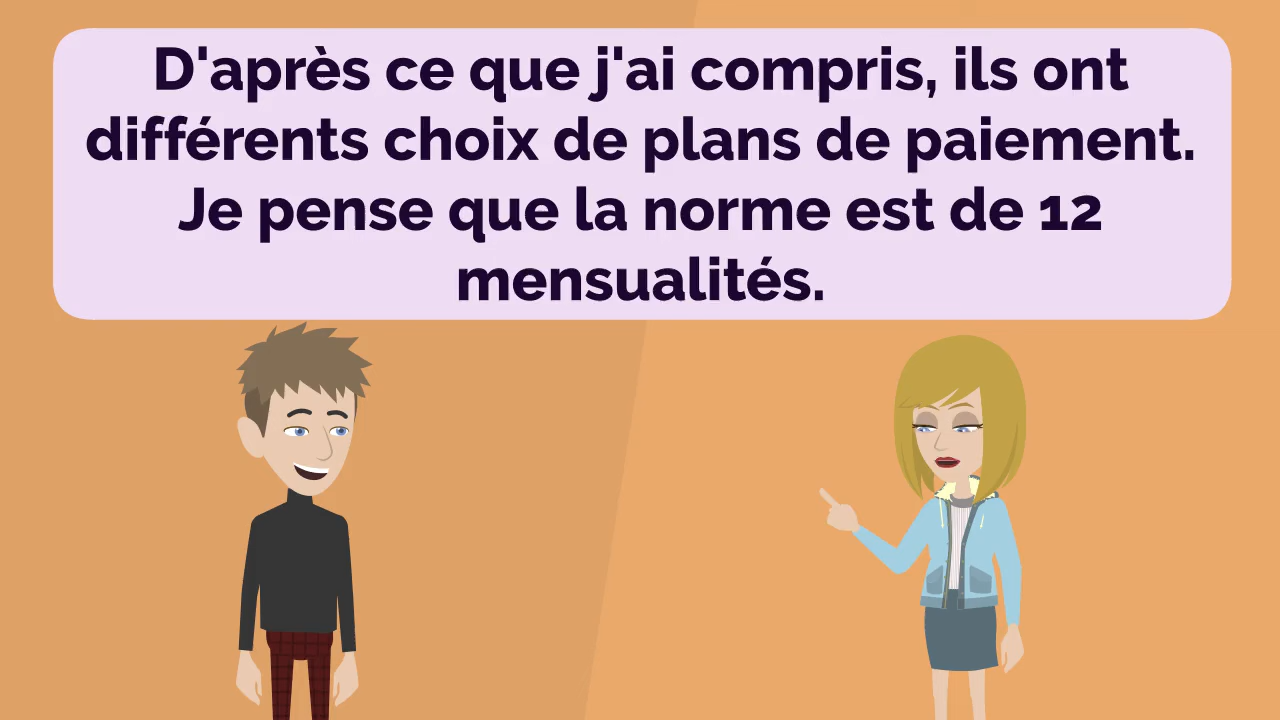 D'après ce que j'ai compris, ils ont
différents choix de plans de paiement.
Je pense que la norme est de 12
mensualités.